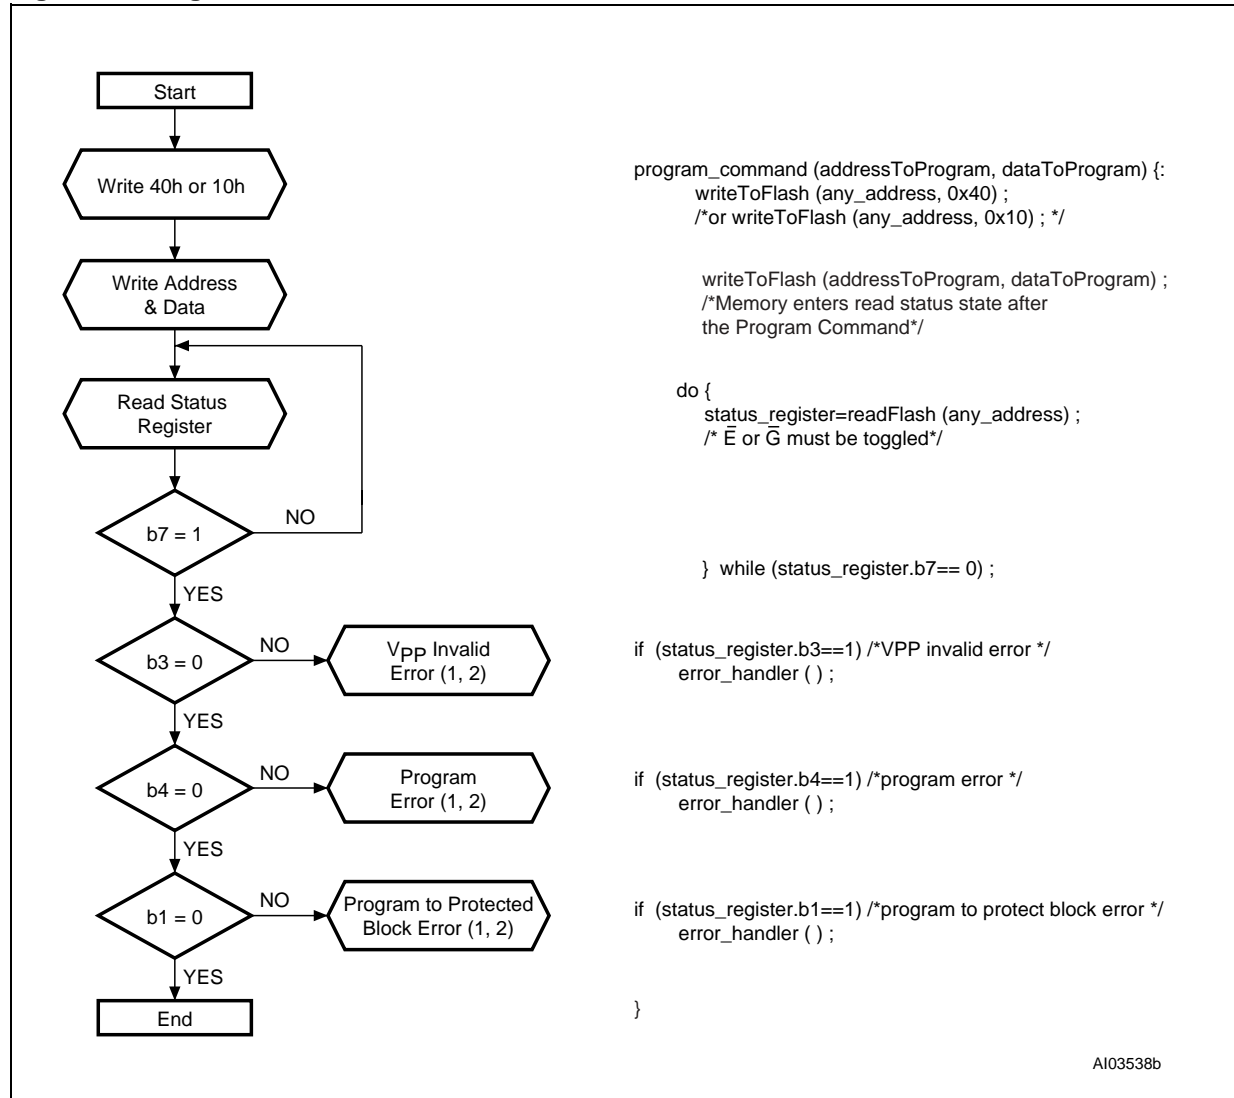 Start
Write 40h or 10h
Write Address
& Data
Read Status
Register
b7 = 1
NO
YES
b3 = 0
NO
VPP Invalid
Error (1, 2)
YES
b4 = 0
NO
Program
Error (1, 2)
YES
b1 = 0
NO
Program to Protected
Block Error (1, 2)
YES
End
program_command (addressToProgram, dataToProgram) {:
writeToFlash (any_address, 0x40) ;
/*or writeToFlash (any_address, 0x10) ; */
writeToFlash (addressToProgram, dataToProgram) ;
/*Memory enters read status state after
the Program Command*/
do {
status_register=readFlash (any_address) ;
/* E̅ or G̅ must be toggled*/
} while (status_register.b7== 0) ;
if (status_register.b3==1) /*VPP invalid error */
error_handler ( ) ;
if (status_register.b4==1) /*program error */
error_handler ( ) ;
if (status_register.b1==1) /*program to protect block error */
error_handler ( ) ;
}
AI03538b